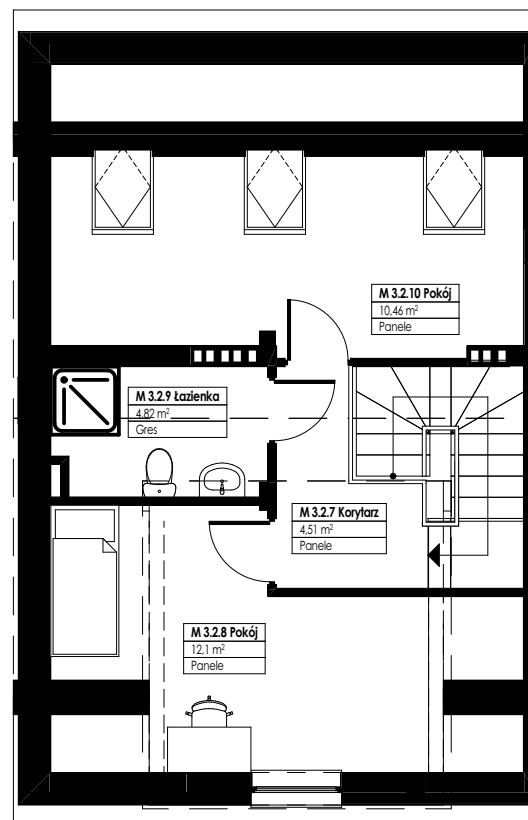 M 3.2.10 Pokój
10,46 m²
Panele
M 3.2.9 Łazienka
4.82 m²
Gres
M 3.2.7 Korytarz
4,51 m²
Panele
M 3.2.8 Pokój
12,1 m²
Panele